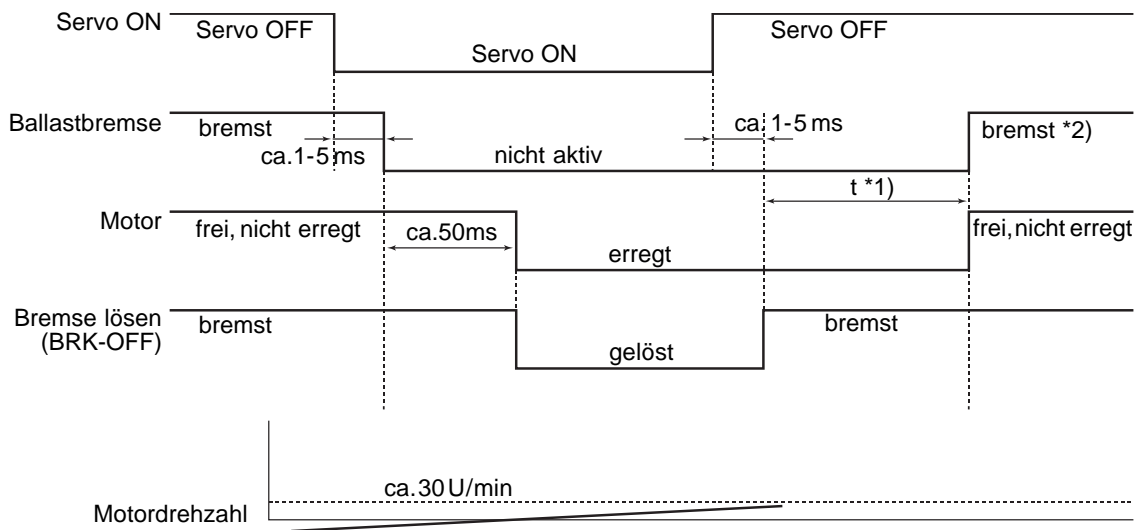 Servo ON
Servo OFF
Servo ON
Servo OFF
Ballastbremse
bremst
ca.1-5 ms
nicht aktiv
ca. 1-5 ms
bremst *2)
t *1)
Motor
frei, nicht erregt
ca.50ms
erregt
frei, nicht erregt
Bremse lösen
(BRK-OFF)
bremst
gelöst
bremst
ca.30 U/min
Motordrehzahl